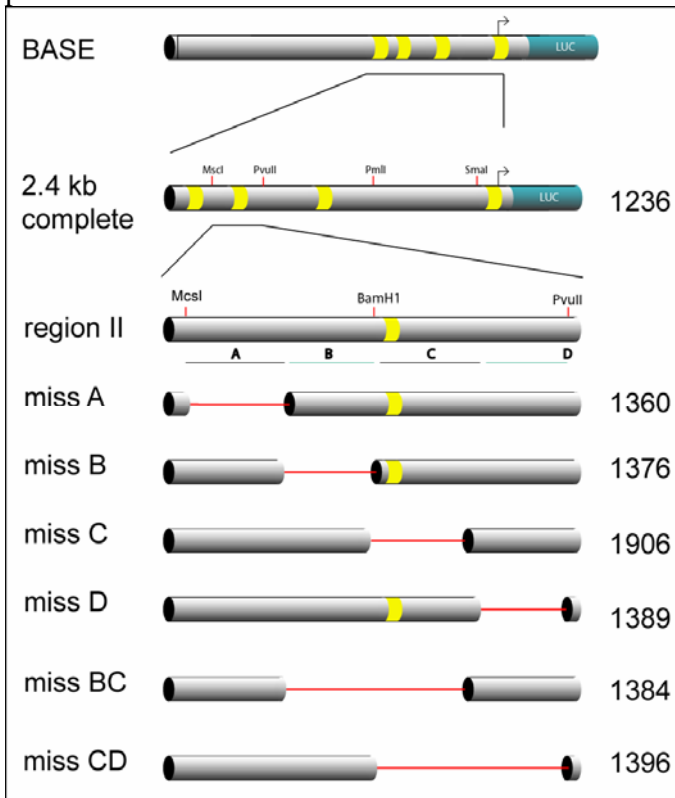 BASE
LUC
MscI PvuII PmlI SmaI
2.4 kb
complete
LUC
1236
McsI BamH1 PvuII
region II
A B C D
miss A 1360
miss B 1376
miss C 1906
miss D 1389
miss BC 1384
miss CD 1396